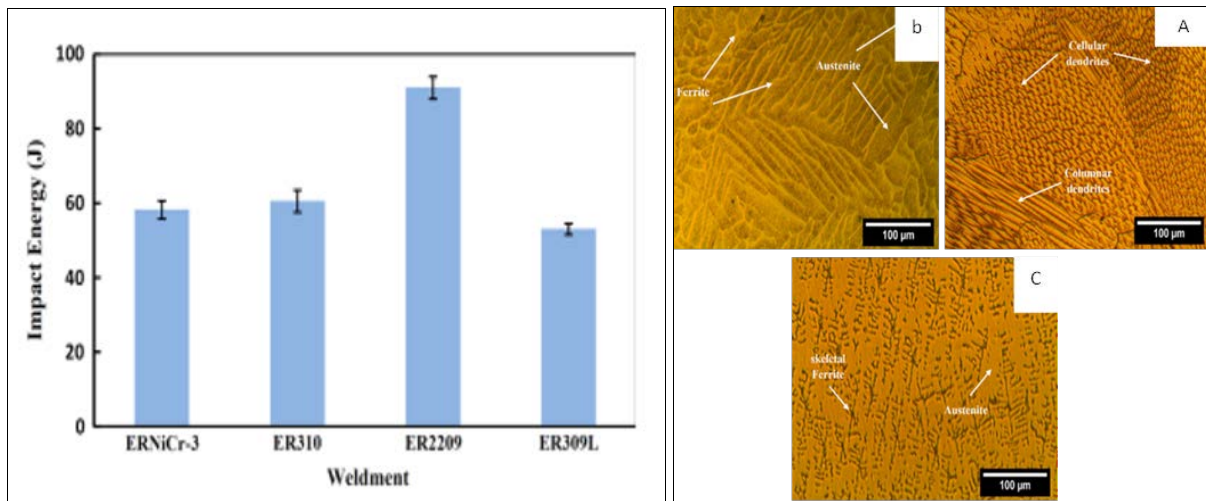 100
80
60
40
20
0
Impact Energy (J)
ERNiCr-3 ER310 ER2209 ER309L
Weldment
b
Austenite
Ferrite
100 µm
A
Cellular
dendrites
Columnar
dendrites
100 µm
C
skeletal
Ferrite
Austenite
100 µm